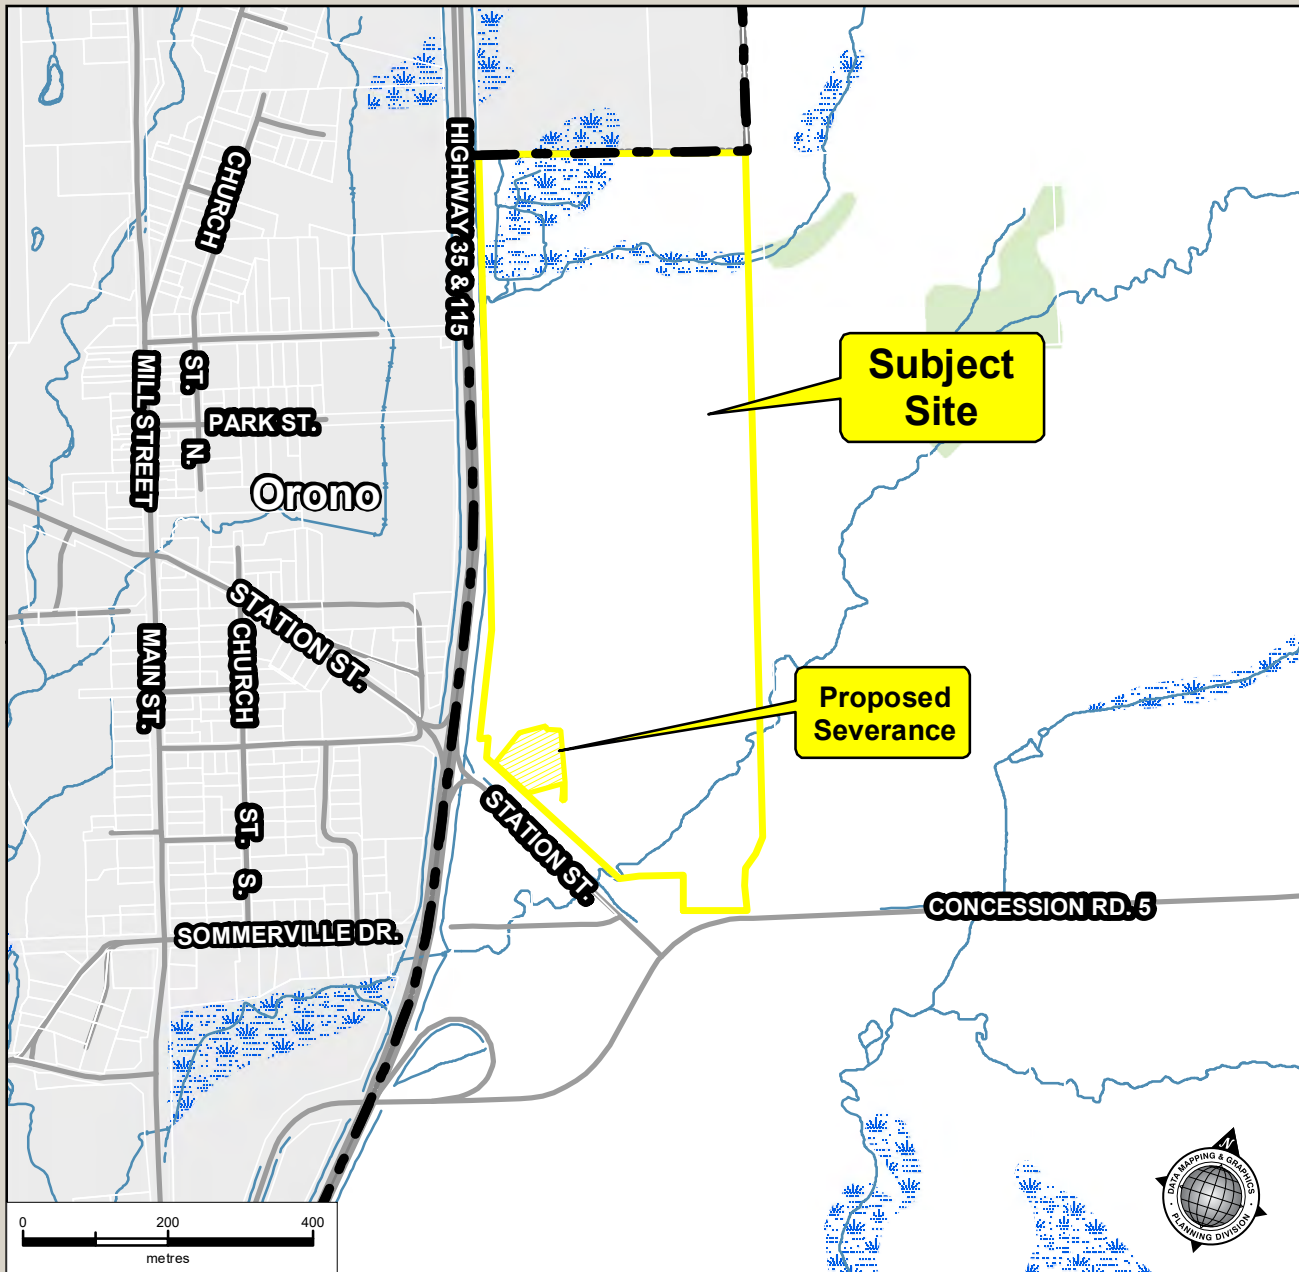 HIGHWAY 35 & 115
CHURCH
ST.
N.
MILL STREET
PARK ST.
Orono
Subject
Site
STATION ST.
CHURCH
MAIN ST.
Proposed
Severance
STATION ST.
ST.
S.
SOMMERVILLE DR.
CONCESSION RD. 5
N
DATA MAPPING & GRAPHICS
PLANNING DIVISION
0 200 400
metres